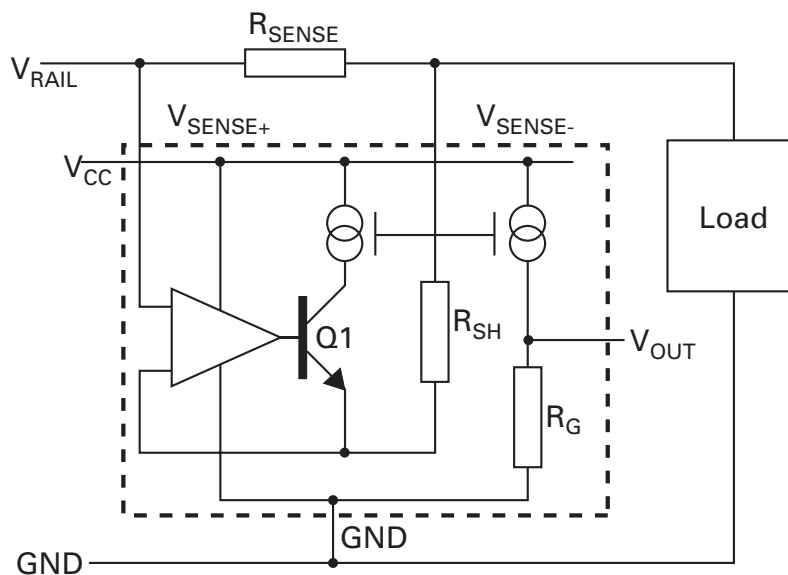 R_SENSE
V_RAIL
V_SENSE+
V_SENSE-
V_CC
Load
Q1
R_SH
V_OUT
R_G
GND
GND